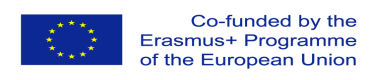 Co-funded by the
Erasmus+ Programme
of the European Union